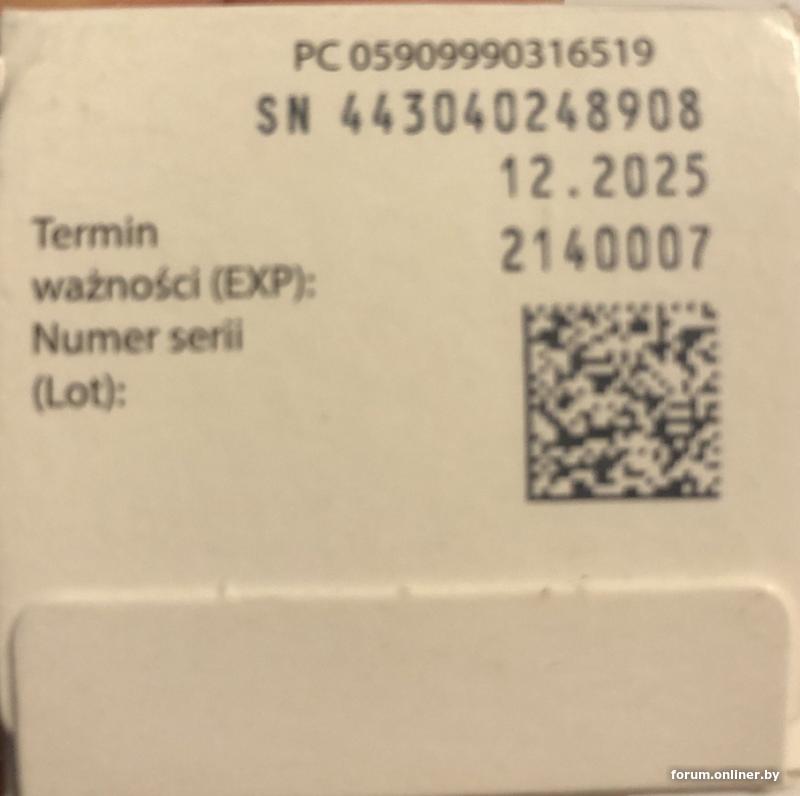 PC 05909990316519
SN 443040248908
12.2025
Termin
2140007
ważności (EXP):
Numer serii
(Lot):
forum.onliner.by